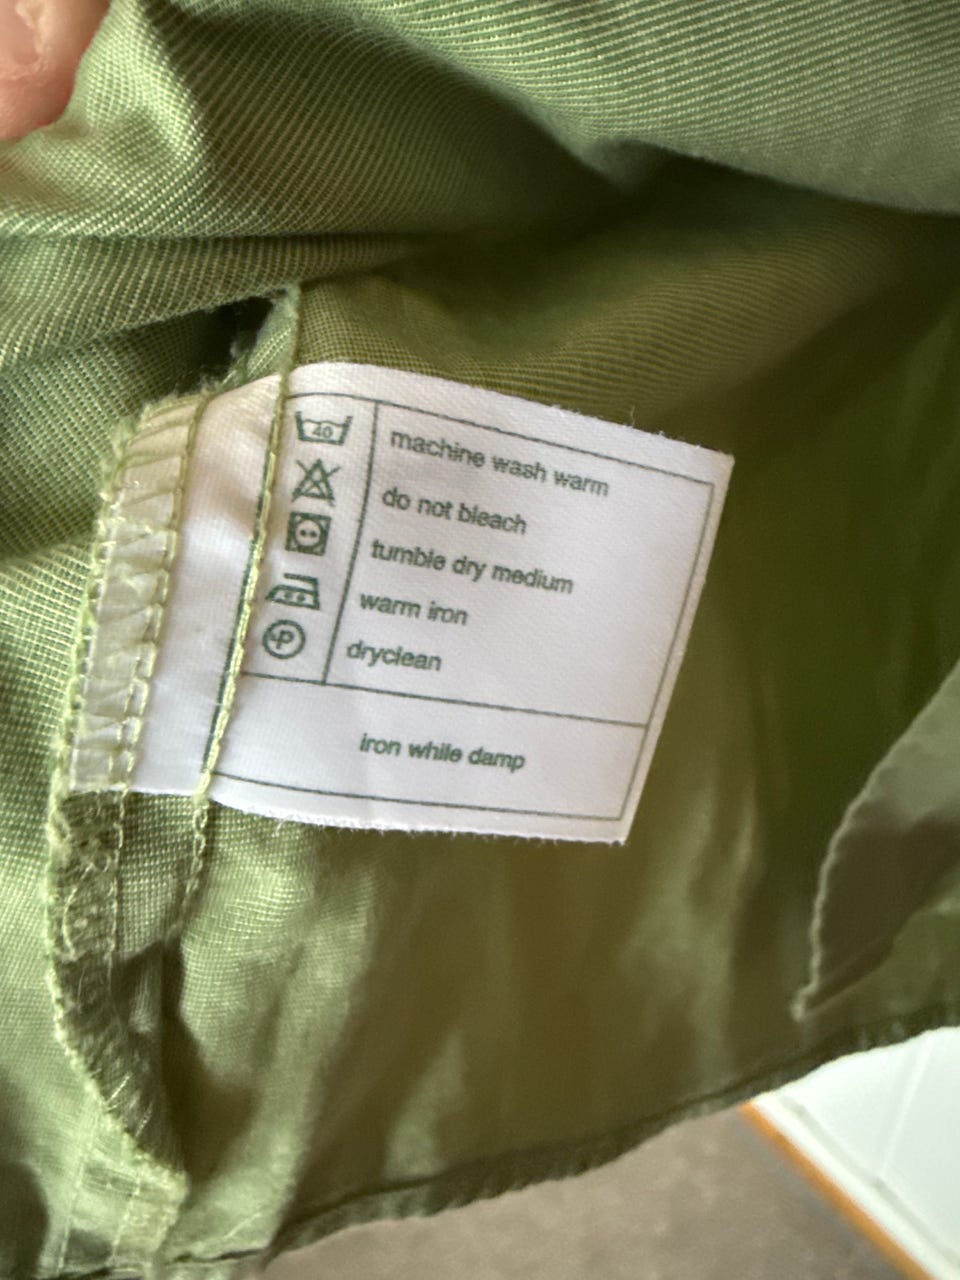 40 machine wash warm
do not bleach
tumble dry medium
warm iron
P dryclean
iron while damp